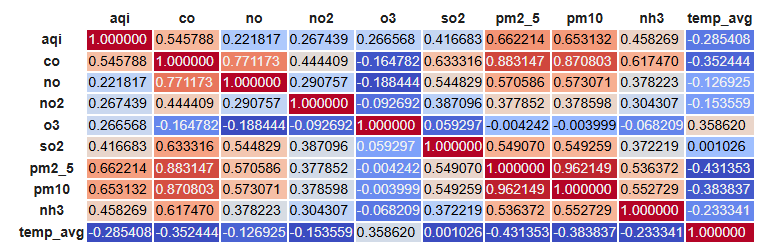 aqi co no no2 o3 so2 pm2_5 pm10 nh3 temp_avg
aqi 1.000000 0.545788 0.221817 0.267439 0.266568 0.416683 0.662214 0.653132 0.458269 -0.285408
co 0.545788 1.000000 0.771173 0.444409 -0.164782 0.633316 0.883147 0.870803 0.617470 -0.352444
no 0.221817 0.771173 1.000000 0.290757 -0.188444 0.544829 0.570586 0.573071 0.378223 -0.126925
no2 0.267439 0.444409 0.290757 1.000000 -0.092692 0.387096 0.377852 0.378598 0.304307 -0.153559
o3 0.266568 -0.164782 -0.188444 -0.092692 1.000000 0.059297 -0.004242 -0.003999 -0.068209 0.358620
so2 0.416683 0.633316 0.544829 0.387096 0.059297 1.000000 0.549070 0.549259 0.372219 0.001026
pm2_5 0.662214 0.883147 0.570586 0.377852 -0.004242 0.549070 1.000000 0.962149 0.536372 -0.431353
pm10 0.653132 0.870803 0.573071 0.378598 -0.003999 0.549259 0.962149 1.000000 0.552729 -0.383837
nh3 0.458269 0.617470 0.378223 0.304307 -0.068209 0.372219 0.536372 0.552729 1.000000 -0.233341
temp_avg -0.285408 -0.352444 -0.126925 -0.153559 0.358620 0.001026 -0.431353 -0.383837 -0.233341 1.000000